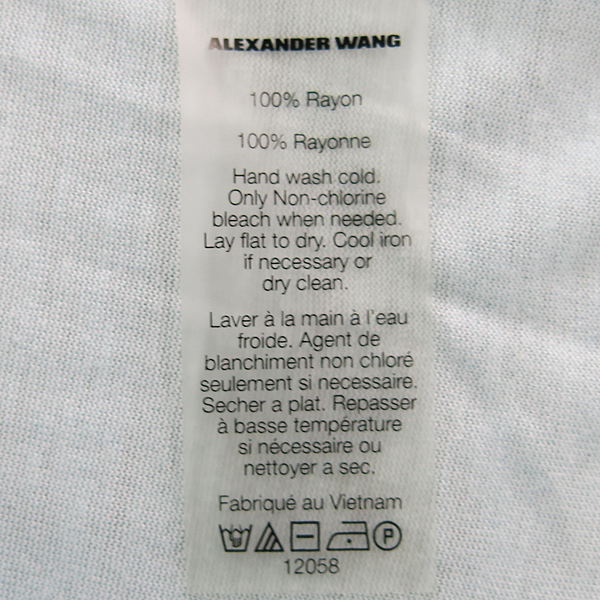 ALEXANDER WANG
100% Rayon
100% Rayonne
Hand wash cold.
Only Non-chlorine
bleach when needed.
Lay flat to dry. Cool iron
if necessary or
dry clean.
Laver à la main à l'eau
froide. Agent de
blanchiment non chloré
seulement si necessaire.
Secher a plat. Repasser
à basse température
si nécessaire ou
nettoyer a sec.
Fabriqué au Vietnam
P
12058